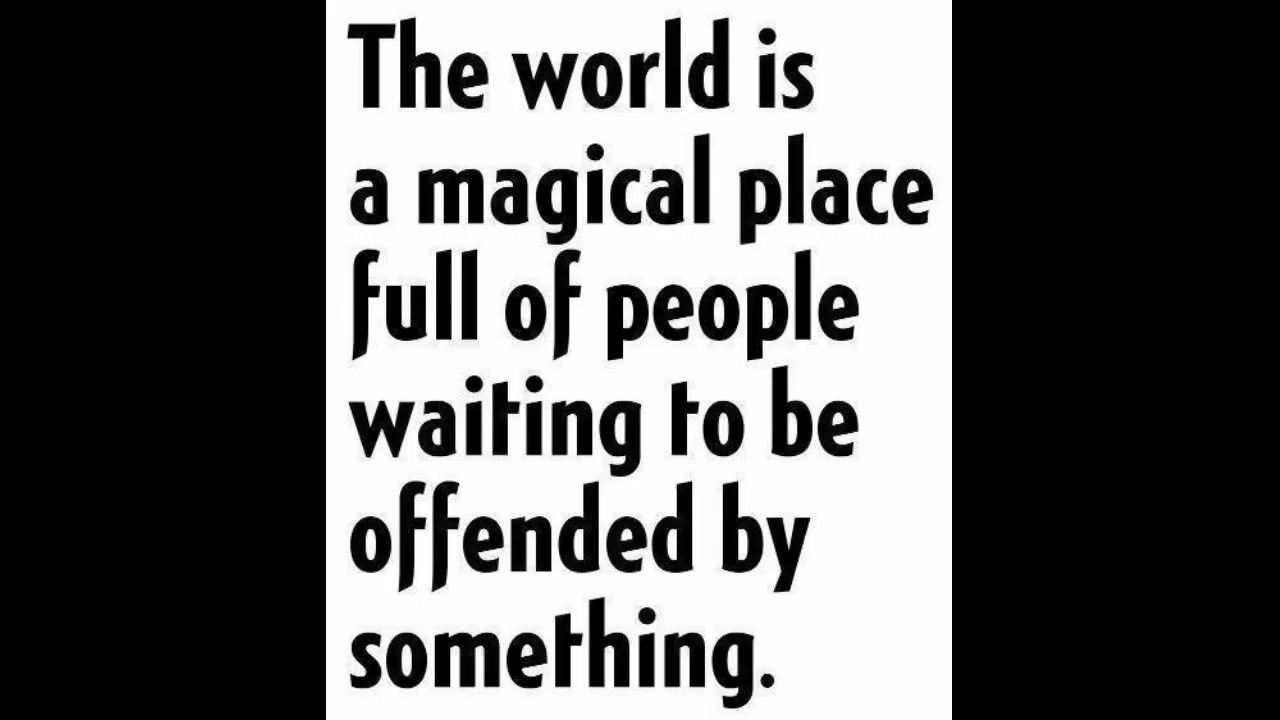 The world is
a magical place
full of people
waiting to be
offended by
something.